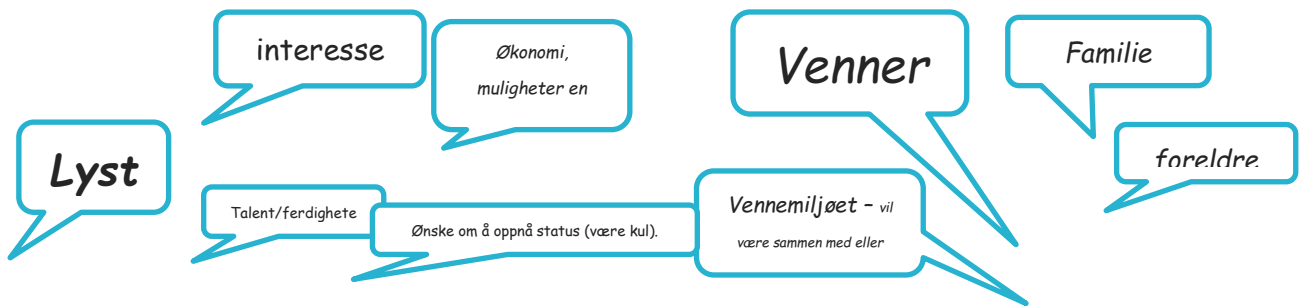 interesse
Økonomi,
muligheter en
Venner
Familie
Lyst
foreldre
Talent/ferdighete
Ønske om å oppnå status (være kul).
Vennemiljøet – vil
være sammen med eller